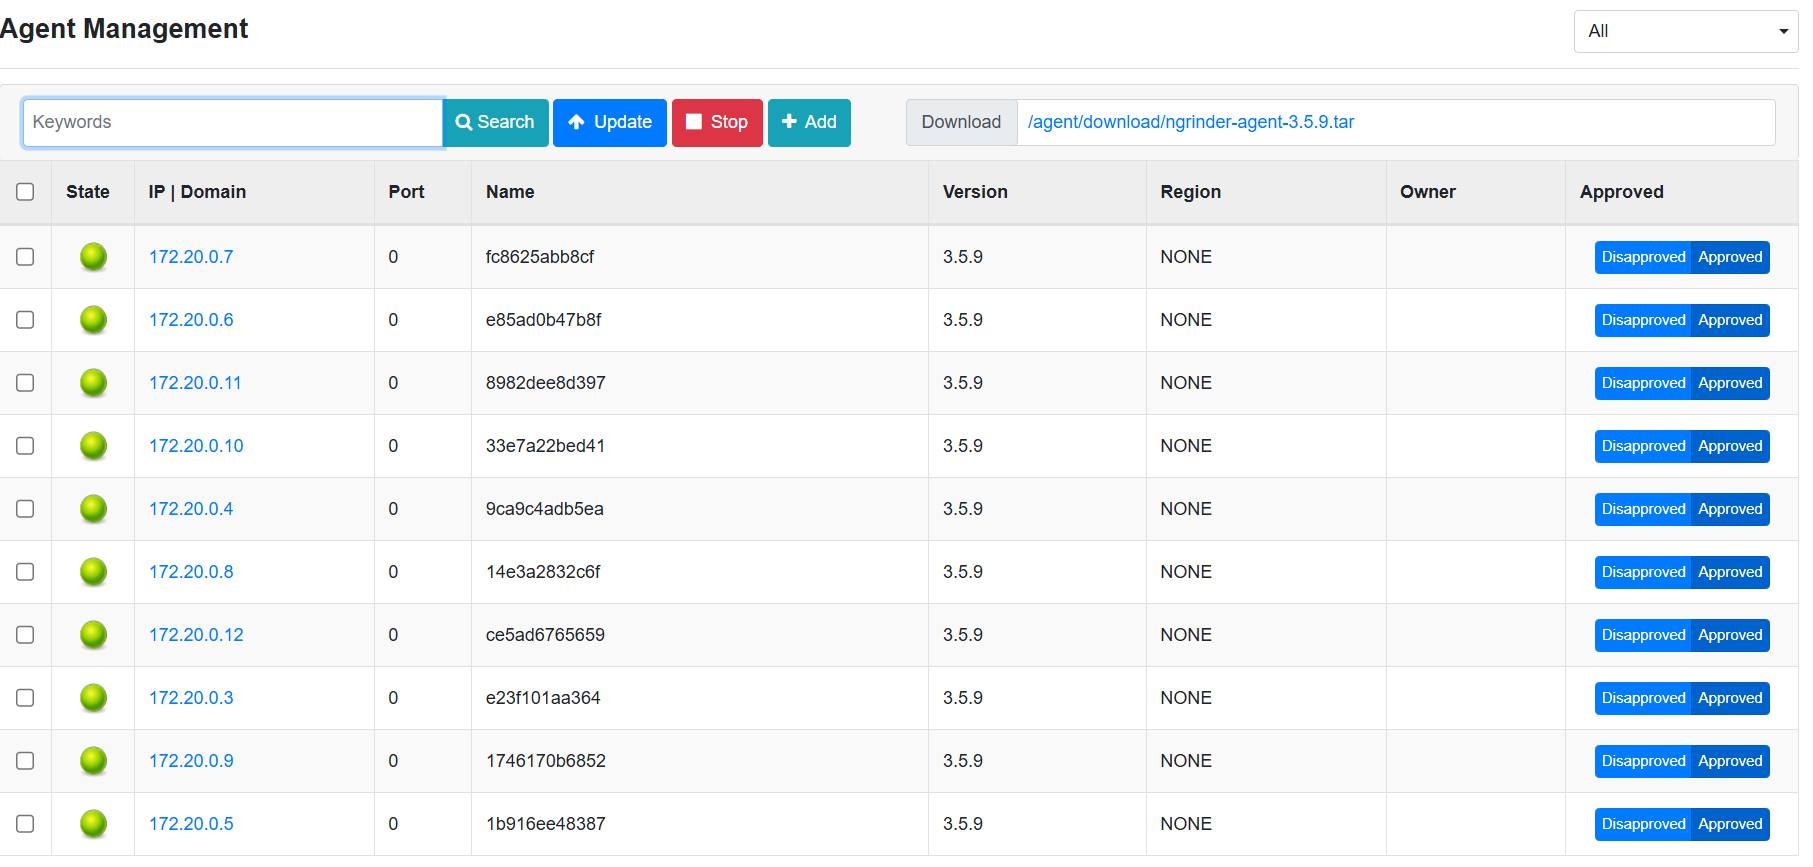 Agent Management
All
Keywords Search Update Stop Add Download /agent/download/ngrinder-agent-3.5.9.tar
State IP | Domain Port Name Version Region Owner Approved
172.20.0.7 0 fc8625abb8cf 3.5.9 NONE Disapproved Approved
172.20.0.6 0 e85ad0b47b8f 3.5.9 NONE Disapproved Approved
172.20.0.11 0 8982dee8d397 3.5.9 NONE Disapproved Approved
172.20.0.10 0 33e7a22bed41 3.5.9 NONE Disapproved Approved
172.20.0.4 0 9ca9c4adb5ea 3.5.9 NONE Disapproved Approved
172.20.0.8 0 14e3a2832c6f 3.5.9 NONE Disapproved Approved
172.20.0.12 0 ce5ad6765659 3.5.9 NONE Disapproved Approved
172.20.0.3 0 e23f101aa364 3.5.9 NONE Disapproved Approved
172.20.0.9 0 1746170b6852 3.5.9 NONE Disapproved Approved
172.20.0.5 0 1b916ee48387 3.5.9 NONE Disapproved Approved